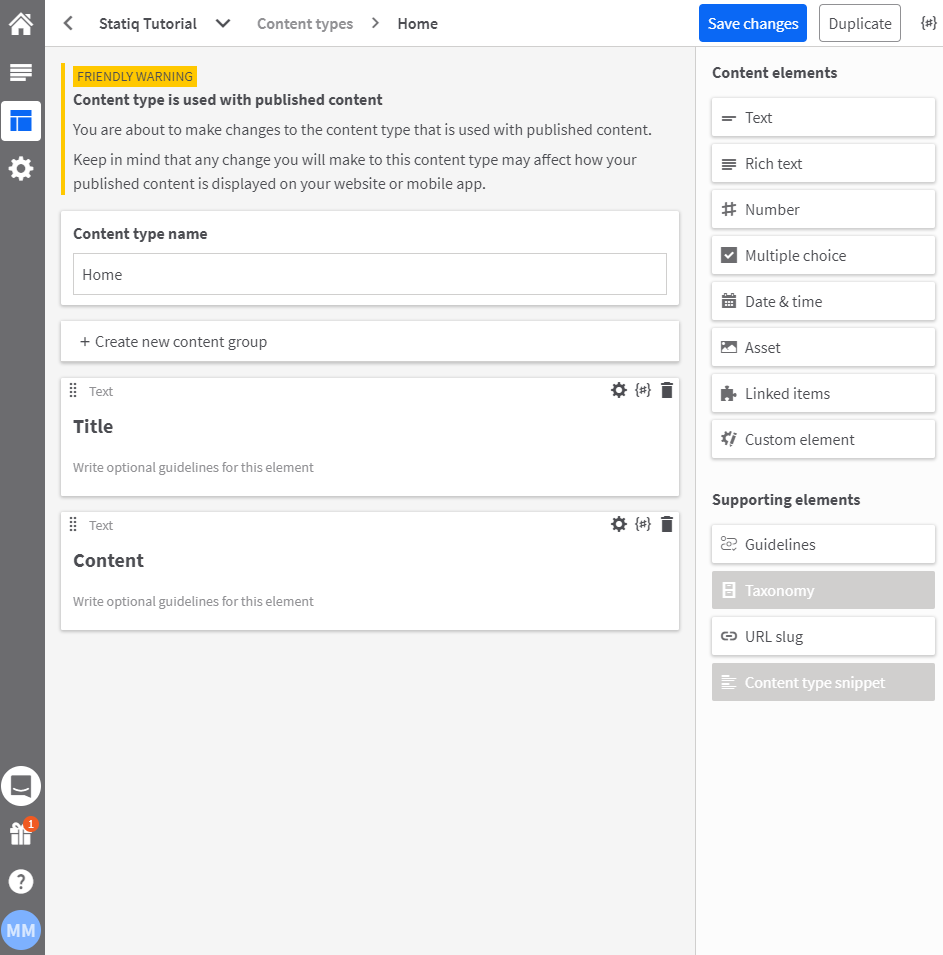 Statiq Tutorial Content types Home
Save changes Duplicate {#}
FRIENDLY WARNING
Content type is used with published content
You are about to make changes to the content type that is used with published content.
Keep in mind that any change you will make to this content type may affect how your
published content is displayed on your website or mobile app.
Content type name
Home
+ Create new content group
Text {#}
Title
Write optional guidelines for this element
Text {#}
Content
Write optional guidelines for this element
Content elements
Text
Rich text
Number
Multiple choice
Date & time
Asset
Linked items
Custom element
Supporting elements
Guidelines
Taxonomy
URL slug
Content type snippet
1
?
MM